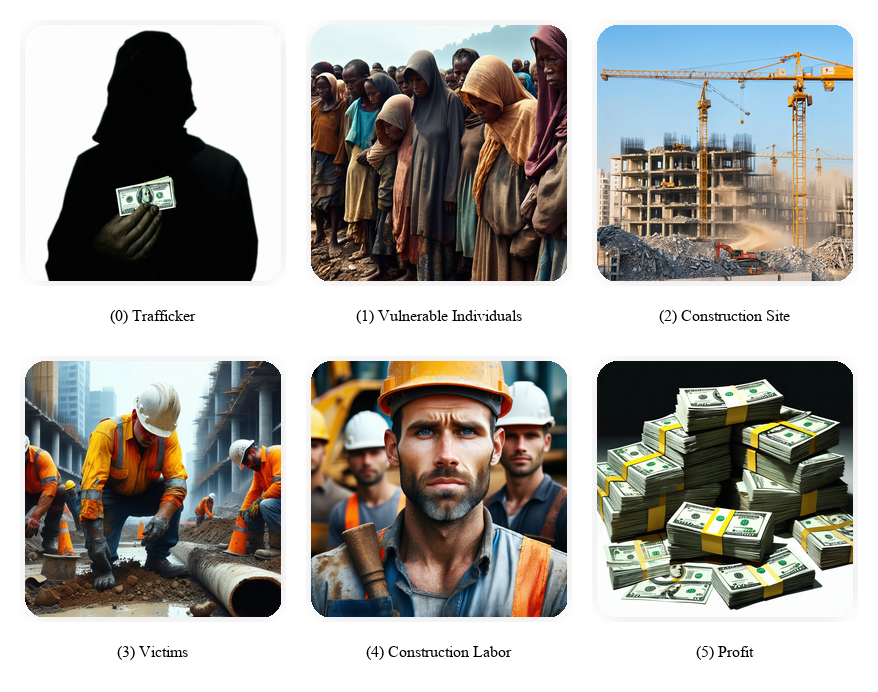 (0) Trafficker
(1) Vulnerable Individuals
(2) Construction Site
(3) Victims
(4) Construction Labor
(5) Profit